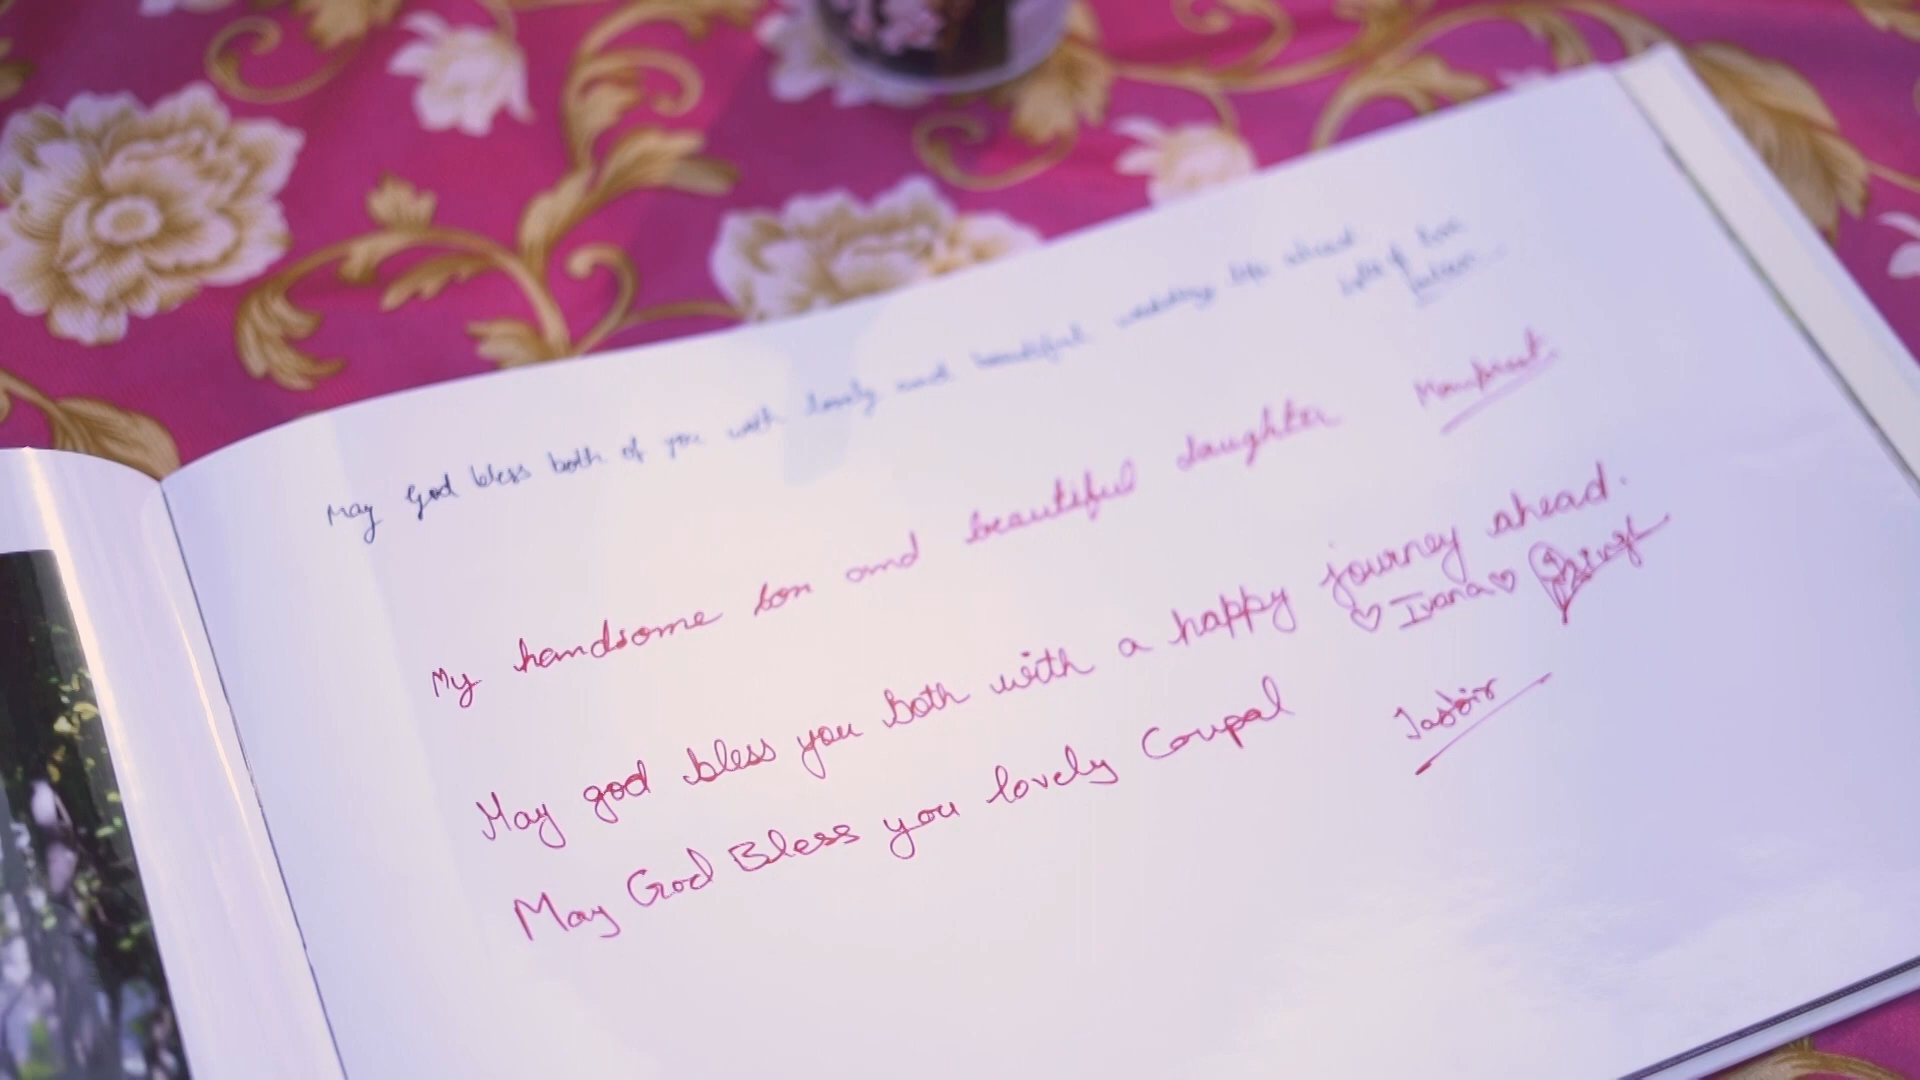 May God bless both of you with lovely and beautiful wedding life ahead
My handsome son and beautiful daughter
May god bless you both with a happy journey ahead.
♡ Ivana ♡
May God Bless you lovely Coupal Jasbir